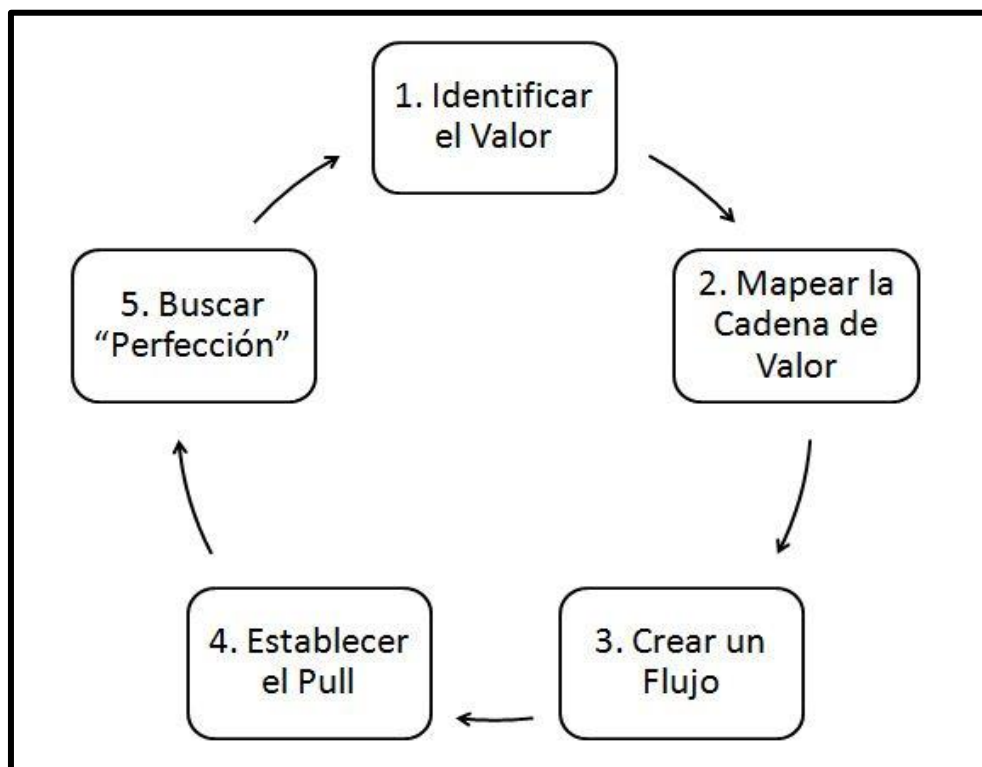 1. Identificar
el Valor
2. Mapear la
Cadena de
Valor
3. Crear un
Flujo
4. Establecer
el Pull
5. Buscar
“Perfección”